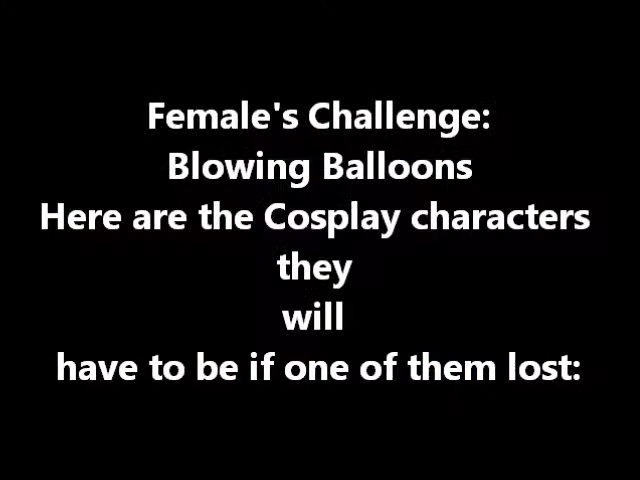 Female's Challenge:
Blowing Balloons
Here are the Cosplay characters
they
will
have to be if one of them lost: